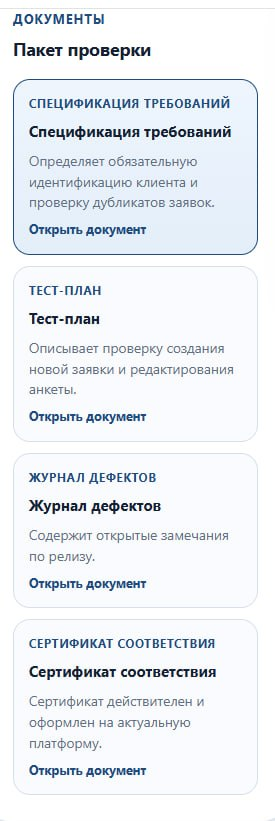 ДОКУМЕНТЫ
Пакет проверки
СПЕЦИФИКАЦИЯ ТРЕБОВАНИЙ
Спецификация требований
Определяет обязательную
идентификацию клиента и
проверку дубликатов заявок.
Открыть документ
ТЕСТ-ПЛАН
Тест-план
Описывает проверку создания
новой заявки и редактирования
анкеты.
Открыть документ
ЖУРНАЛ ДЕФЕКТОВ
Журнал дефектов
Содержит открытые замечания
по релизу.
Открыть документ
СЕРТИФИКАТ СООТВЕТСТВИЯ
Сертификат соответствия
Сертификат действителен и
оформлен на актуальную
платформу.
Открыть документ